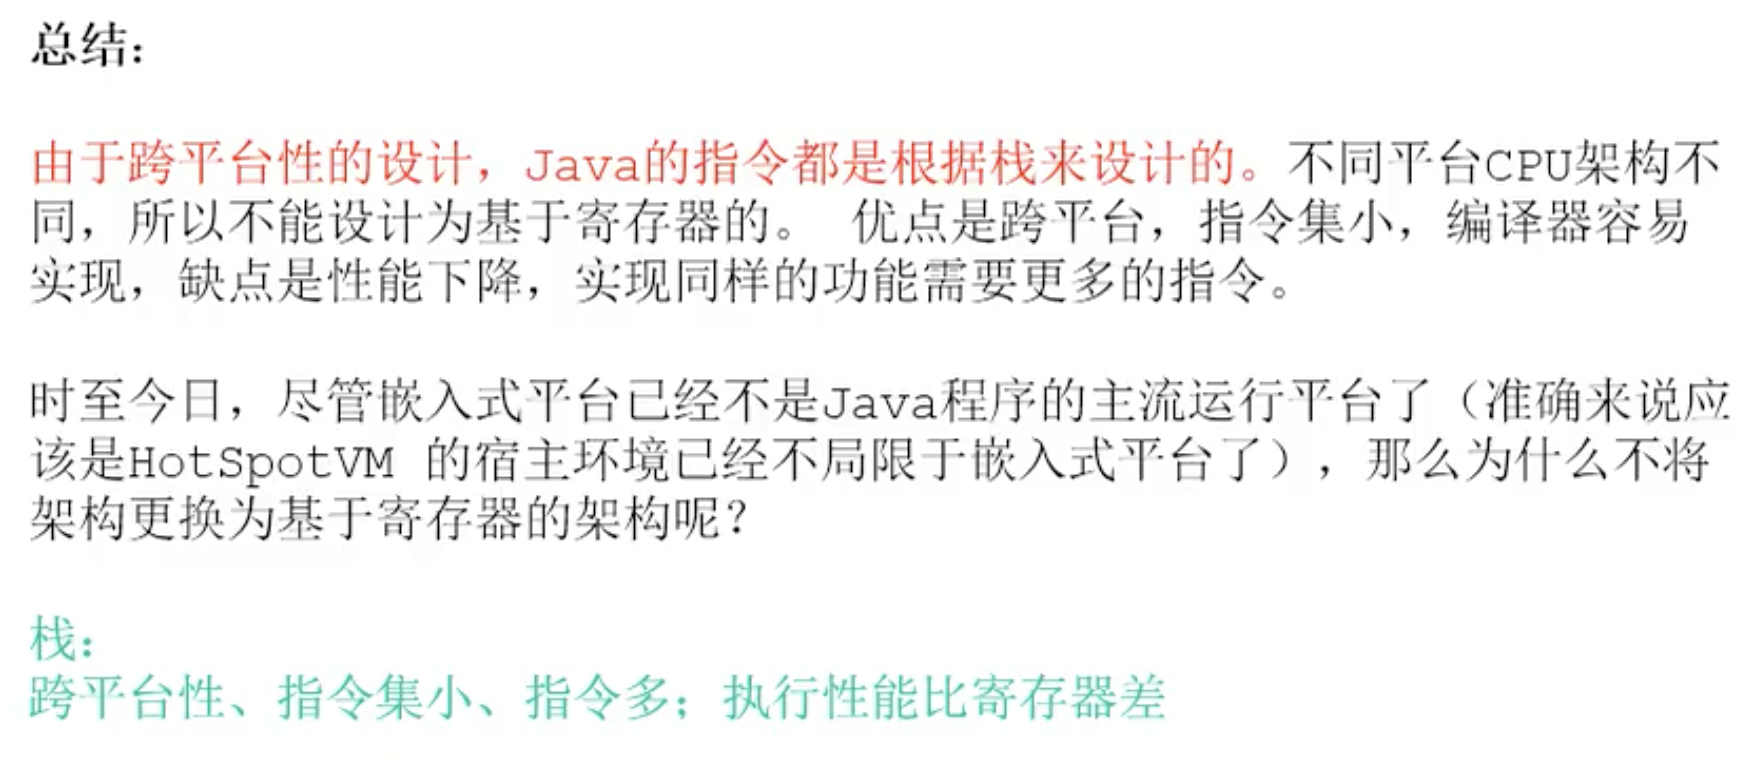 总结：
由于跨平台性的设计，Java的指令都是根据栈来设计的。不同平台CPU架构不
同，所以不能设计为基于寄存器的。 优点是跨平台，指令集小，编译器容易
实现，缺点是性能下降，实现同样的功能需要更多的指令。
时至今日，尽管嵌入式平台已经不是Java程序的主流运行平台了（准确来说应
该是HotSpotVM 的宿主环境已经不局限于嵌入式平台了），那么为什么不将
架构更换为基于寄存器的架构呢？
栈：
跨平台性、指令集小、指令多；执行性能比寄存器差